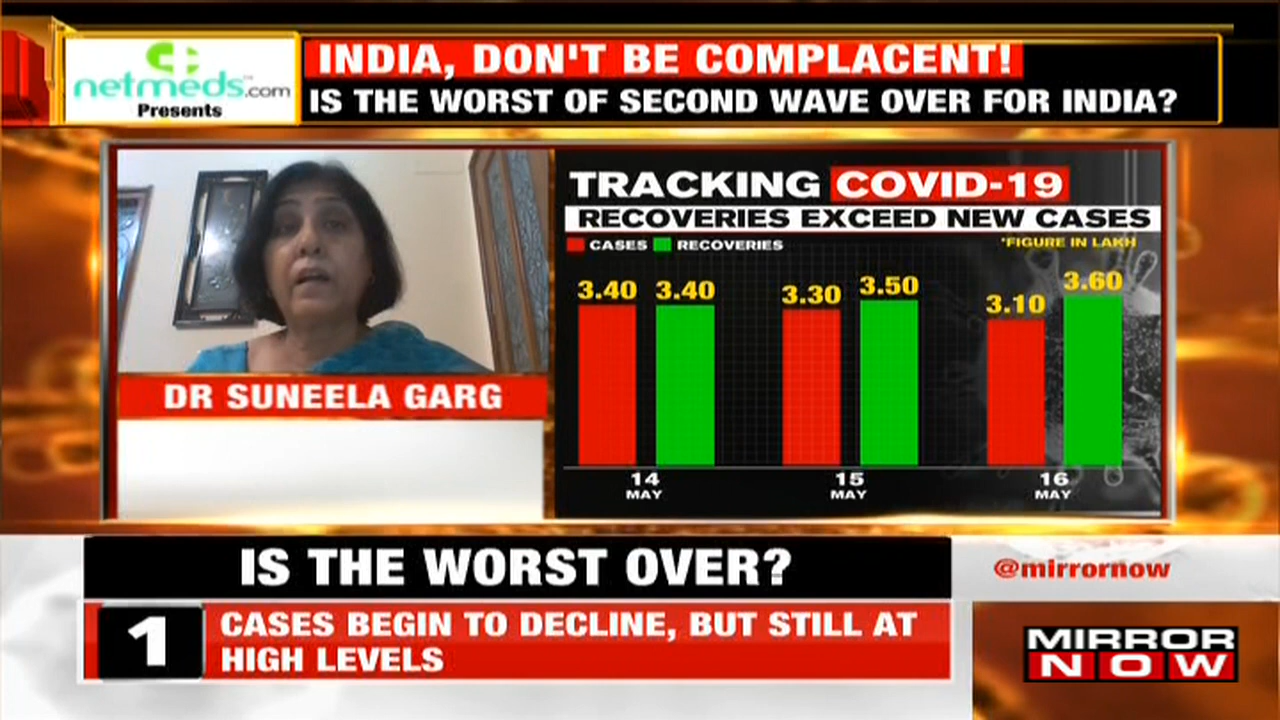 netmeds.com
Presents
INDIA, DON'T BE COMPLACENT!
IS THE WORST OF SECOND WAVE OVER FOR INDIA?
DR SUNEELA GARG
TRACKING COVID-19
RECOVERIES EXCEED NEW CASES
CASES RECOVERIES
*FIGURE IN LAKH
3.40 3.40 3.30 3.50 3.10 3.60
14 15 16
MAY MAY MAY
IS THE WORST OVER?
1
CASES BEGIN TO DECLINE, BUT STILL AT
HIGH LEVELS
@mirrornow
MIRROR
NOW